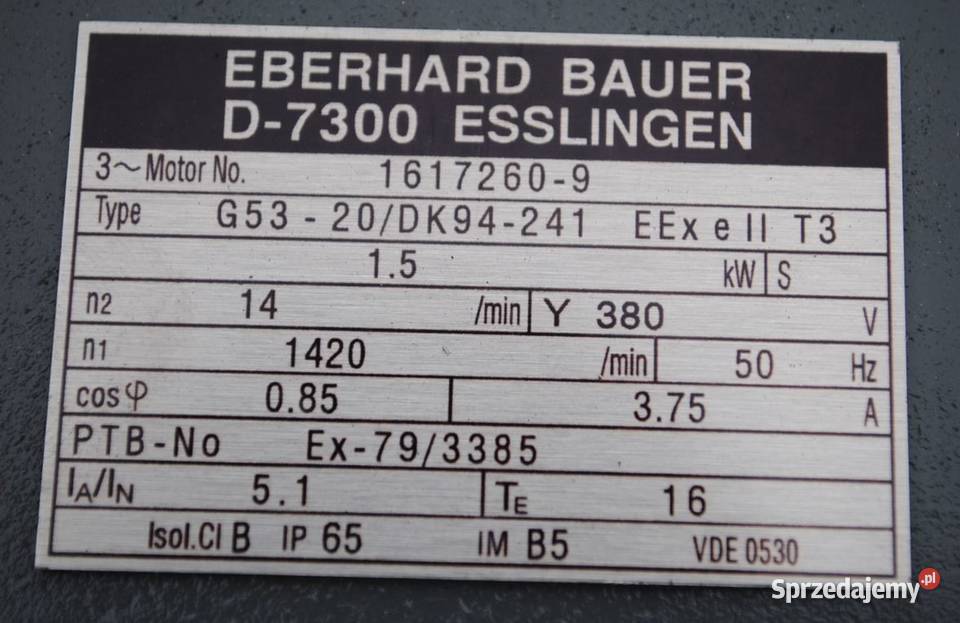 EBERHARD BAUER
D-7300 ESSLINGEN
3~Motor No. 1617260-9
Type G53 - 20/DK94-241 EEx e II T3
1.5 kW S
n2 14 /min Y 380 V
n1 1420 /min 50 Hz
cosφ 0.85 3.75 A
PTB-No Ex-79/3385
IA/IN 5.1 TE 16
Isol.Cl B IP 65 IM B5 VDE 0530
Sprzedajemy.pl